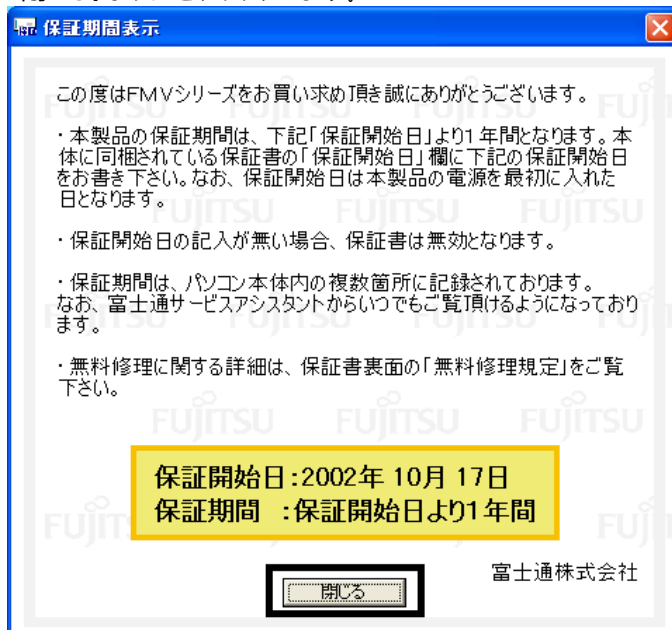 保証期間表示
この度はFMVシリーズをお買い求め頂き誠にありがとうございます。
・本製品の保証期間は、下記「保証開始日」より1年間となります。本
体に同梱されている保証書の「保証開始日」欄に下記の保証開始日
をお書き下さい。なお、保証開始日は本製品の電源を最初に入れた
日となります。
・保証開始日の記入が無い場合、保証書は無効となります。
・保証期間は、パソコン本体内の複数箇所に記録されております。
なお、富士通サービスアシスタントからいつでもご覧頂けるようになっており
ます。
・無料修理に関する詳細は、保証書裏面の「無料修理規定」をご覧
下さい。
FUJITSU FUJITSU FUJITSU
保証開始日:2002年 10月 17日
保証期間 :保証開始日より1年間
富士通株式会社
閉じる